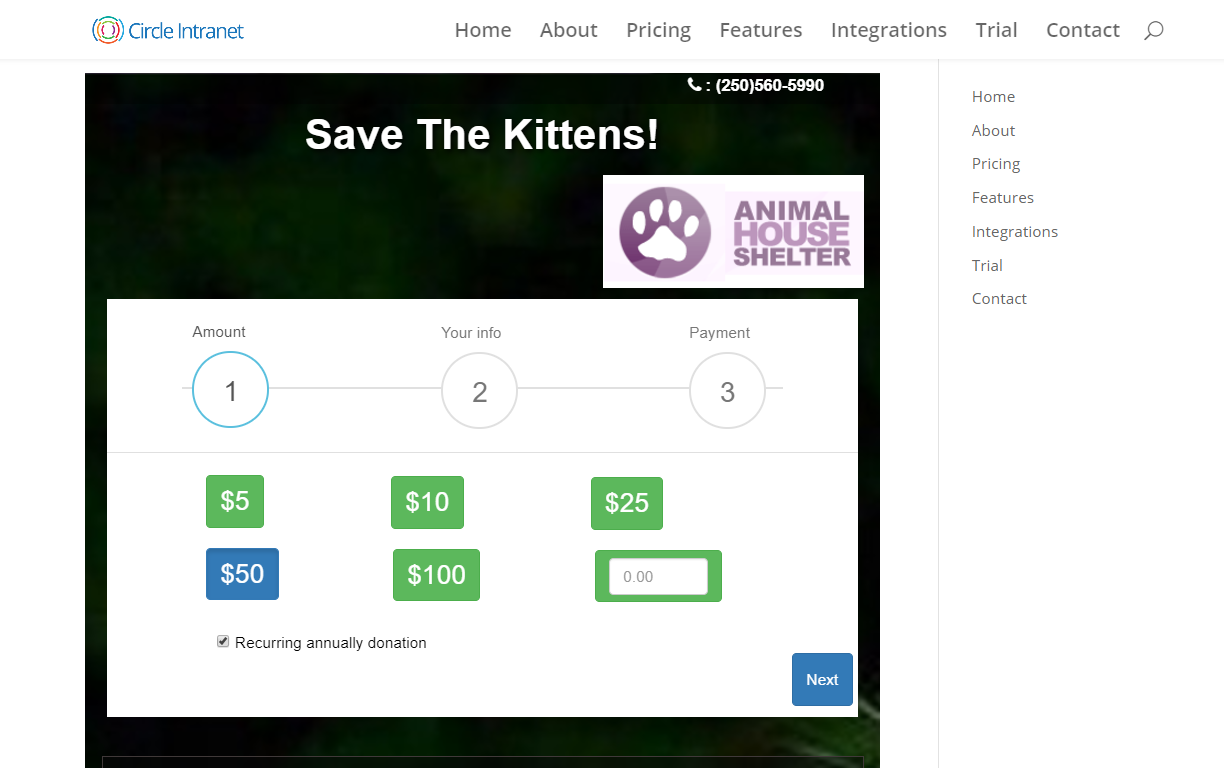 Circle Intranet
Home About Pricing Features Integrations Trial Contact
: (250)560-5990
Save The Kittens!
ANIMAL
HOUSE
SHELTER
Amount Your info Payment
1 2 3
$5 $10 $25
$50 $100 0.00
Recurring annually donation
Next
Home
About
Pricing
Features
Integrations
Trial
Contact